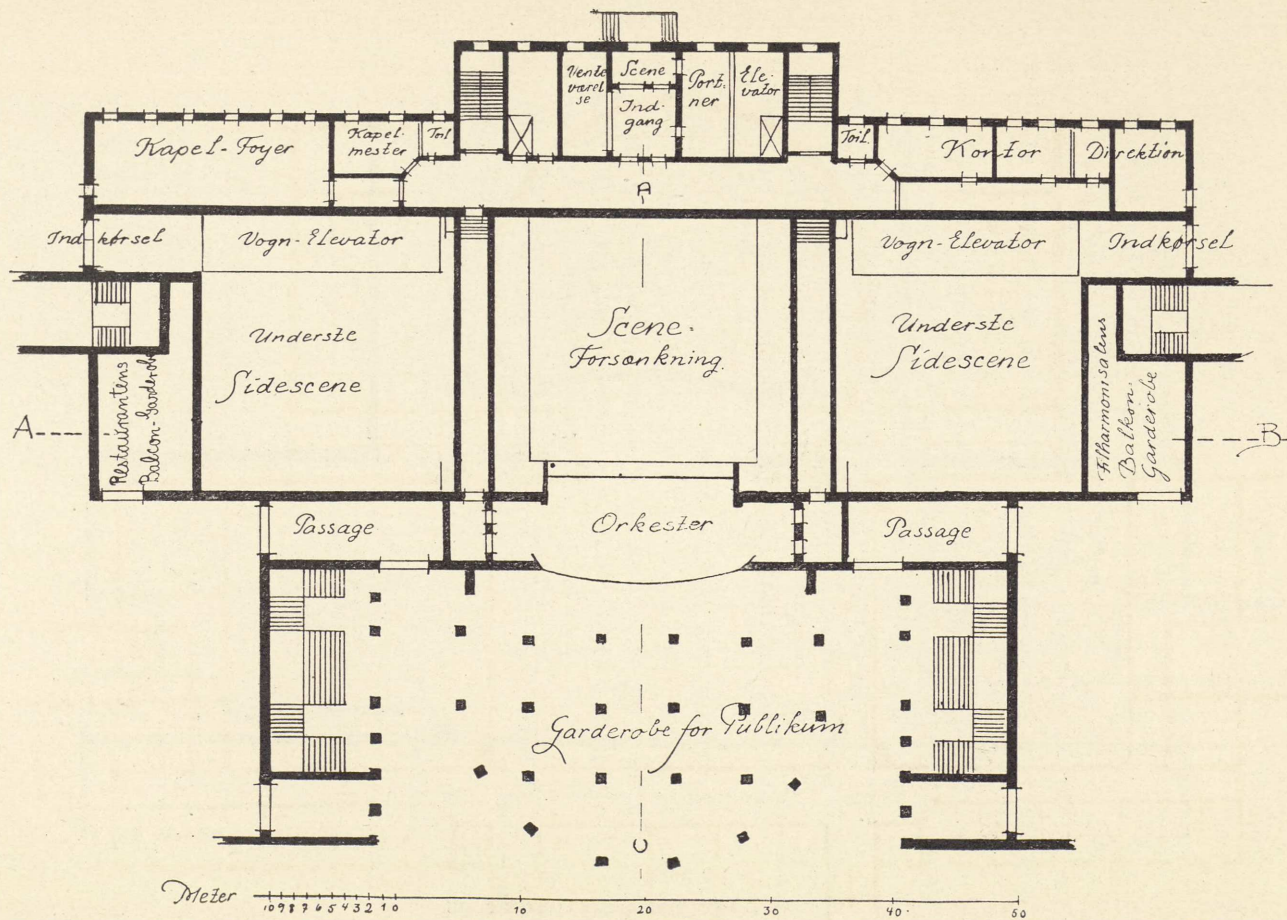 Vente
værel
se
Scene
Ind-
gang
Port-
ner
Ele-
vator
Kapel-Foyer
Kapel-
mester
Toil
Toil.
Kontor
Direktion
A
Ind-kørsel
Vogn-Elevator
Vogn-Elevator
Indkørsel
Underste
Sidescene
Scene-
Forsænkning.
Underste
Sidescene
Restaurantens
Balcon-Garderobe
Filharmonisalens
Balkon-
Garderobe
A
B
Passage
Orkester
Passage
Garderobe for Publikum
C
Meter
10 9 8 7 6 5 4 3 2 1 0 10 20 30 40. 50